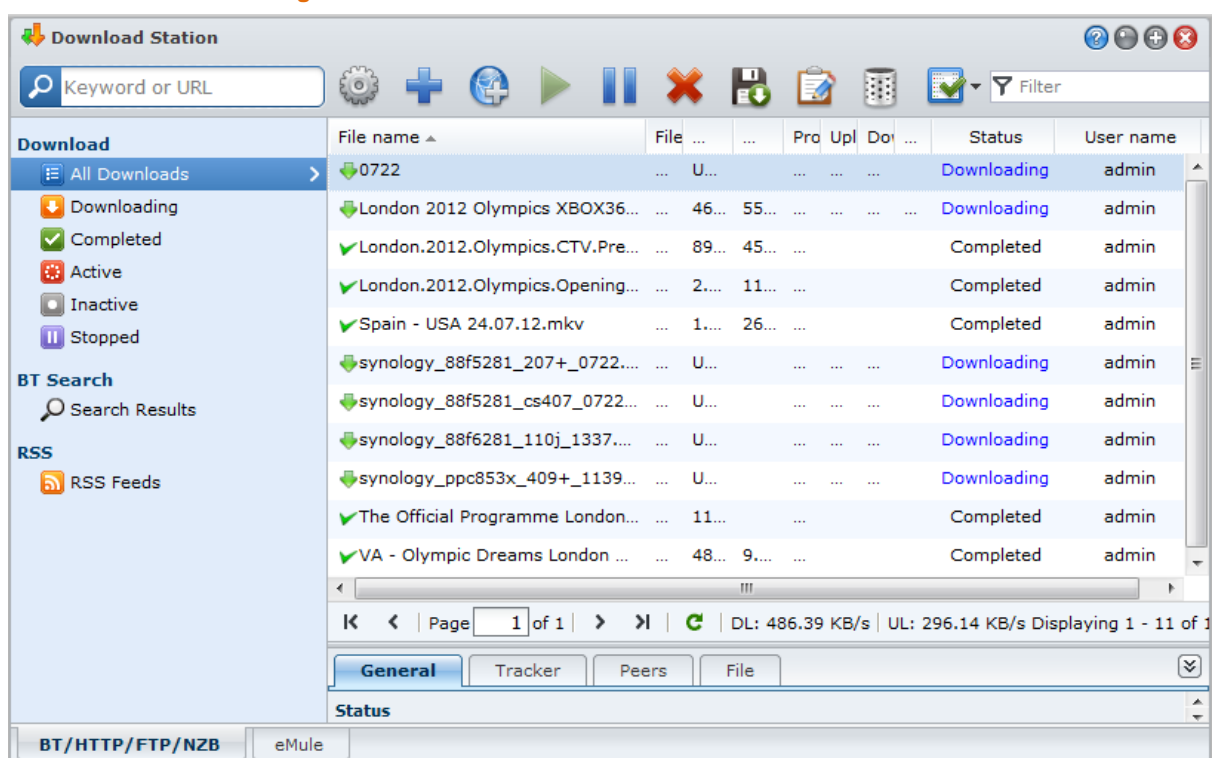 Download Station
Keyword or URL
Filter
Download
All Downloads
Downloading
Completed
Active
Inactive
Stopped
BT Search
Search Results
RSS
RSS Feeds
File name File ... ... Pro Upl Do ... Status User name
0722 ... U... ... ... ... Downloading admin
London 2012 Olympics XBOX36... ... 46... 55... ... ... ... ... Downloading admin
London.2012.Olympics.CTV.Pre... ... 89... 45... ... Completed admin
London.2012.Olympics.Opening... ... 2.... 11... ... Completed admin
Spain - USA 24.07.12.mkv ... 1.... 26... ... Completed admin
synology_88f5281_207+_0722.... ... U... ... ... ... Downloading admin
synology_88f5281_cs407_0722... ... U... ... ... ... Downloading admin
synology_88f6281_110j_1337.... ... U... ... ... ... Downloading admin
synology_ppc853x_409+_1139... ... U... ... ... ... Downloading admin
The Official Programme London... ... 11... ... Completed admin
VA - Olympic Dreams London ... ... 48... 9.... ... Completed admin
Page 1 of 1 DL: 486.39 KB/s UL: 296.14 KB/s Displaying 1 - 11 of
General Tracker Peers File
Status
BT/HTTP/FTP/NZB eMule